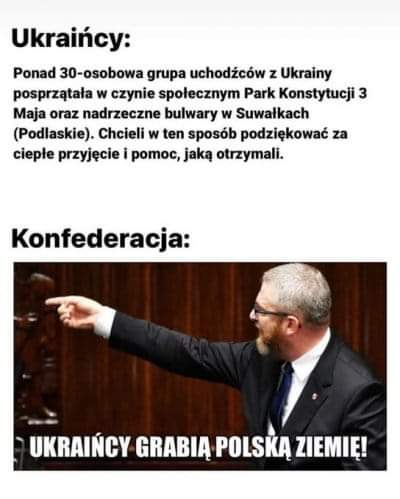 Ukraińcy:
Ponad 30-osobowa grupa uchodźców z Ukrainy
posprzątała w czynie społecznym Park Konstytucji 3
Maja oraz nadrzeczne bulwary w Suwałkach
(Podlaskie). Chcieli w ten sposób podziękować za
ciepłe przyjęcie i pomoc, jaką otrzymali.
Konfederacja:
UKRAIŃCY GRABIĄ POLSKĄ ZIEMIĘ!